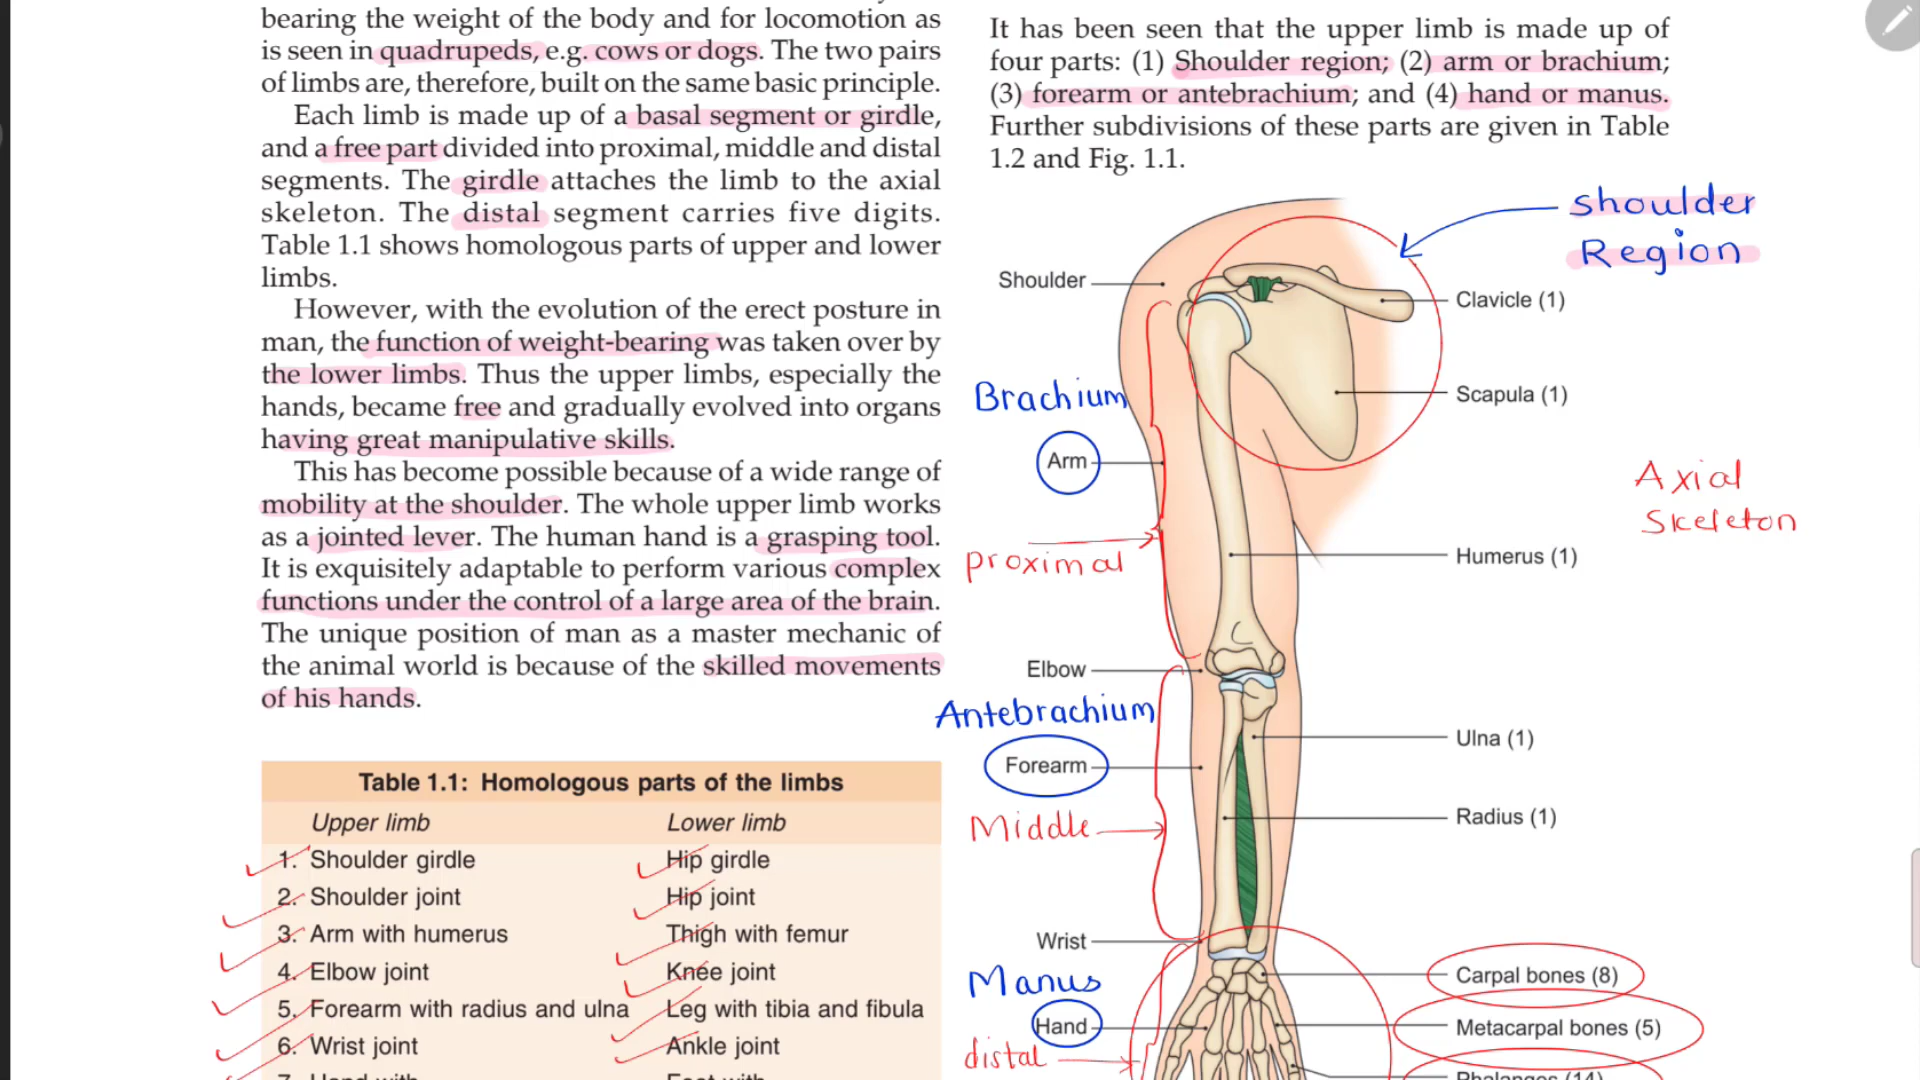 bearing the weight of the body and for locomotion as
is seen in quadrupeds, e.g. cows or dogs. The two pairs
of limbs are, therefore, built on the same basic principle.
Each limb is made up of a basal segment or girdle,
and a free part divided into proximal, middle and distal
segments. The girdle attaches the limb to the axial
skeleton. The distal segment carries five digits.
Table 1.1 shows homologous parts of upper and lower
limbs.
However, with the evolution of the erect posture in
man, the function of weight-bearing was taken over by
the lower limbs. Thus the upper limbs, especially the
hands, became free and gradually evolved into organs
having great manipulative skills.
This has become possible because of a wide range of
mobility at the shoulder. The whole upper limb works
as a jointed lever. The human hand is a grasping tool.
It is exquisitely adaptable to perform various complex
functions under the control of a large area of the brain.
The unique position of man as a master mechanic of
the animal world is because of the skilled movements
of his hands.
Table 1.1: Homologous parts of the limbs
Upper limb Lower limb
1. Shoulder girdle Hip girdle
2. Shoulder joint Hip joint
3. Arm with humerus Thigh with femur
4. Elbow joint Knee joint
5. Forearm with radius and ulna Leg with tibia and fibula
6. Wrist joint Ankle joint
7. Hand with Foot with
It has been seen that the upper limb is made up of
four parts: (1) Shoulder region; (2) arm or brachium;
(3) forearm or antebrachium; and (4) hand or manus.
Further subdivisions of these parts are given in Table
1.2 and Fig. 1.1.
Shoulder
Region
Shoulder
Clavicle (1)
Brachium
Scapula (1)
Arm
Axial
Skeleton
Proximal
Humerus (1)
Elbow
Antebrachium
Ulna (1)
Forearm
Middle
Radius (1)
Wrist
Manus
Carpal bones (8)
Hand
Metacarpal bones (5)
distal
Phalanges (14)